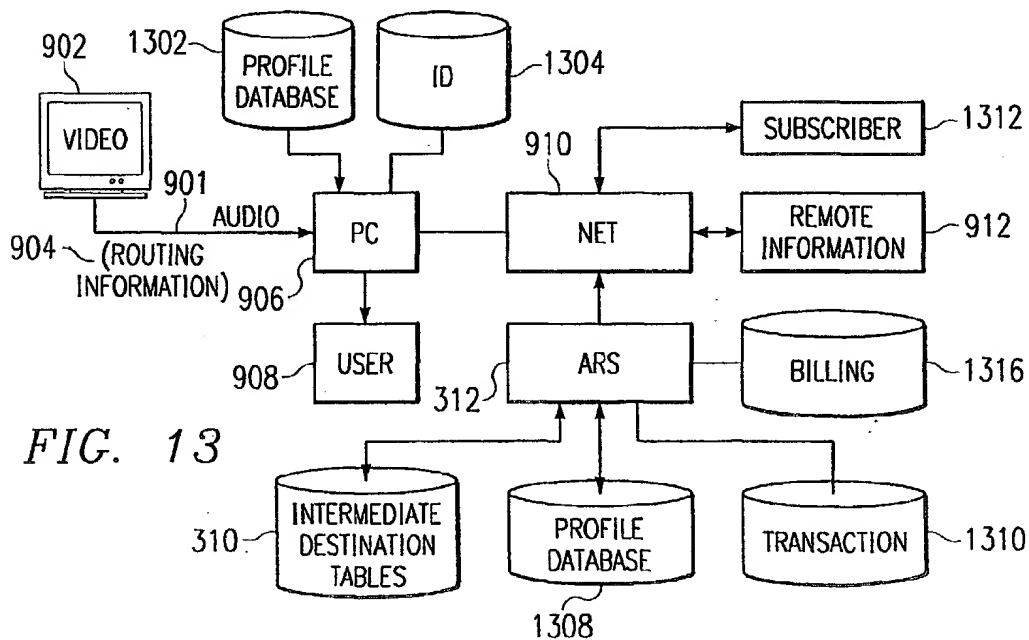 902
1302
PROFILE
DATABASE
ID
1304
VIDEO
901
AUDIO
904
(ROUTING
INFORMATION)
PC
906
910
NET
SUBSCRIBER
1312
REMOTE
INFORMATION
912
USER
908
ARS
312
BILLING
1316
FIG. 13
310
INTERMEDIATE
DESTINATION
TABLES
PROFILE
DATABASE
1308
TRANSACTION
1310